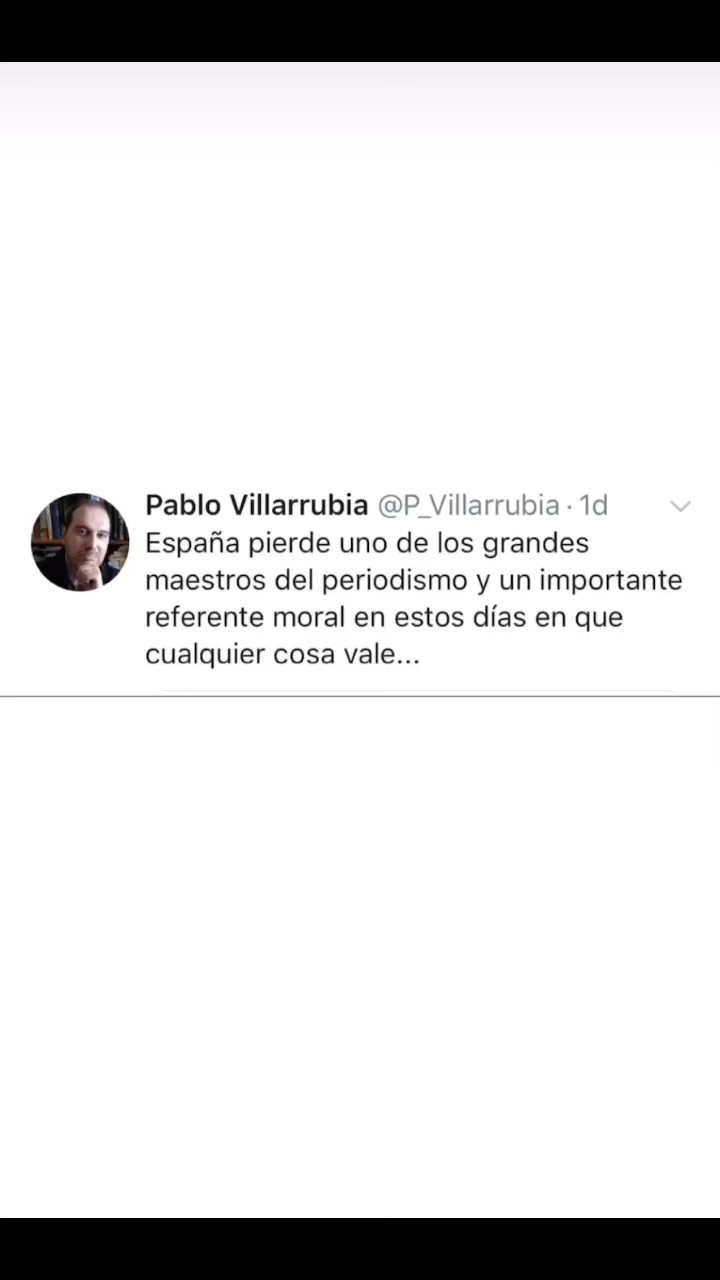 Pablo Villarrubia @P_Villarrubia · 1d
España pierde uno de los grandes
maestros del periodismo y un importante
referente moral en estos días en que
cualquier cosa vale...